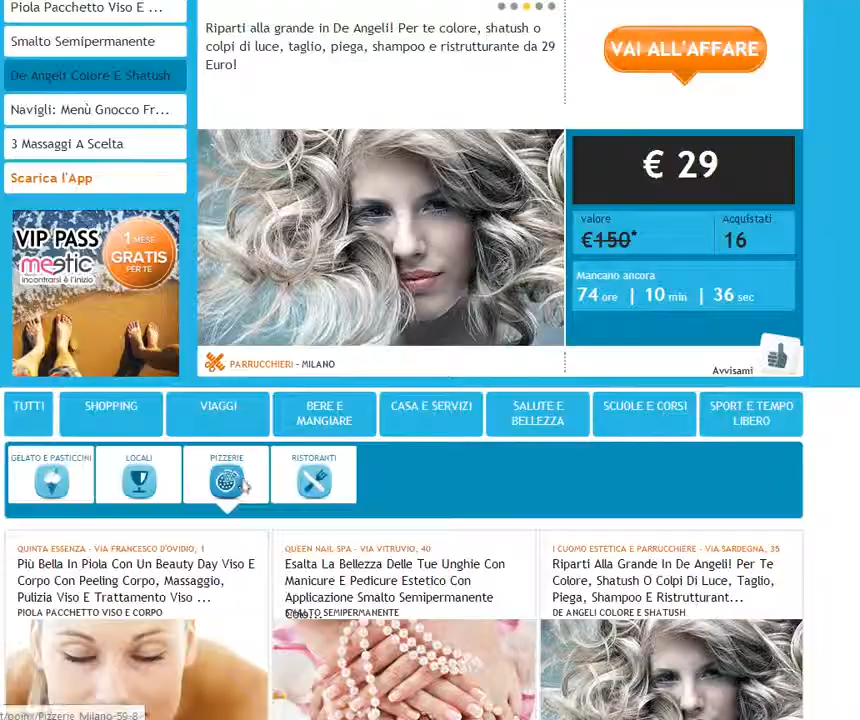 Piola Pacchetto Viso E ...
Smalto Semipermanente
De Angeli Colore E Shatush
Navigli: Menù Gnocco Fr...
3 Massaggi A Scelta
Scarica l'App
VIP PASS
meetic
incontrarsi è l'inizio
1 MESE
GRATIS
PER TE
Riparti alla grande in De Angeli! Per te colore, shatush o
colpi di luce, taglio, piega, shampoo e ristrutturante da 29
Euro!
VAI ALL'AFFARE
€ 29
Valore
€150*
Acquistati
16
Mancano ancora
74 ore | 10 min | 36 sec
PARRUCCHIERI - MILANO
Avvisami
TUTTI
SHOPPING
VIAGGI
BERE E
MANGIARE
CASA E SERVIZI
SALUTE E
BELLEZZA
SCUOLE E CORSI
SPORT E TEMPO
LIBERO
GELATO E PASTICCINI
LOCALI
PIZZERIE
RISTORANTI
QUINTA ESSENZA - VIA FRANCESCO D'OVIDIO, 1
Più Bella In Piola Con Un Beauty Day Viso E
Corpo Con Peeling Corpo, Massaggio,
Pulizia Viso E Trattamento Viso ...
PIOLA PACCHETTO VISO E CORPO
QUEEN NAIL SPA - VIA VITRUVIO, 40
Esalta La Bellezza Delle Tue Unghie Con
Manicure E Pedicure Estetico Con
Applicazione Smalto Semipermanente
SMALTO SEMIPERMANENTE
I CUOMO ESTETICA E PARRUCCHIERE - VIA SARDEGNA, 35
Riparti Alla Grande In De Angeli! Per Te
Colore, Shatush O Colpi Di Luce, Taglio,
Piega, Shampoo E Ristrutturant...
DE ANGELI COLORE E SHATUSH